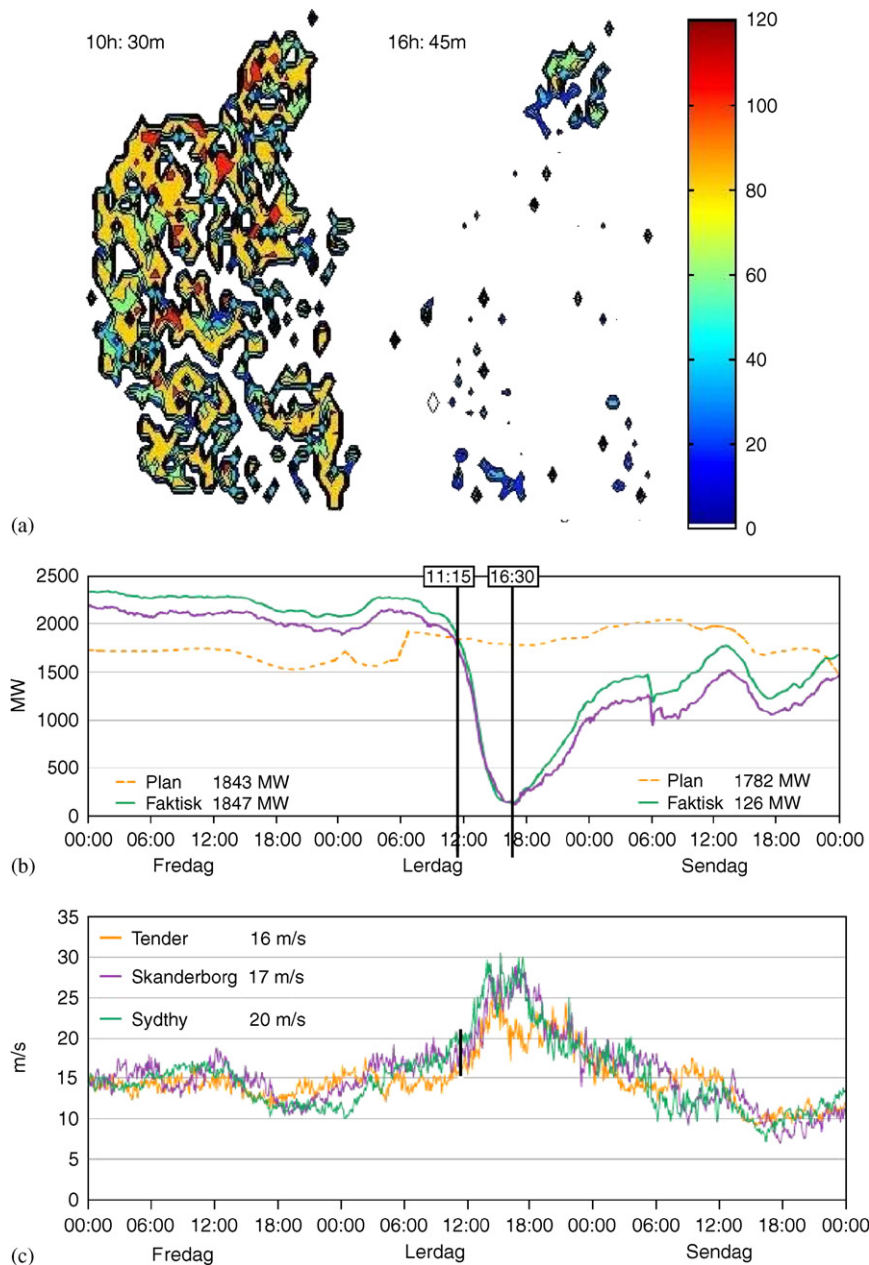 10h: 30m
16h: 45m
120
100
80
60
40
20
0
(a)
11:15 16:30
2500
2000
1500
1000
500
0
MW
Plan 1843 MW
Faktisk 1847 MW
Plan 1782 MW
Faktisk 126 MW
00:00 06:00 12:00 18:00 00:00 06:00 12:00 18:00 00:00 06:00 12:00 18:00 00:00
Fredag Lerdag Sendag
(b)
35
30
25
20
15
10
5
0
m/s
Tender 16 m/s
Skanderborg 17 m/s
Sydthy 20 m/s
00:00 06:00 12:00 18:00 00:00 06:00 12:00 18:00 00:00 06:00 12:00 18:00 00:00
Fredag Lerdag Sendag
(c)